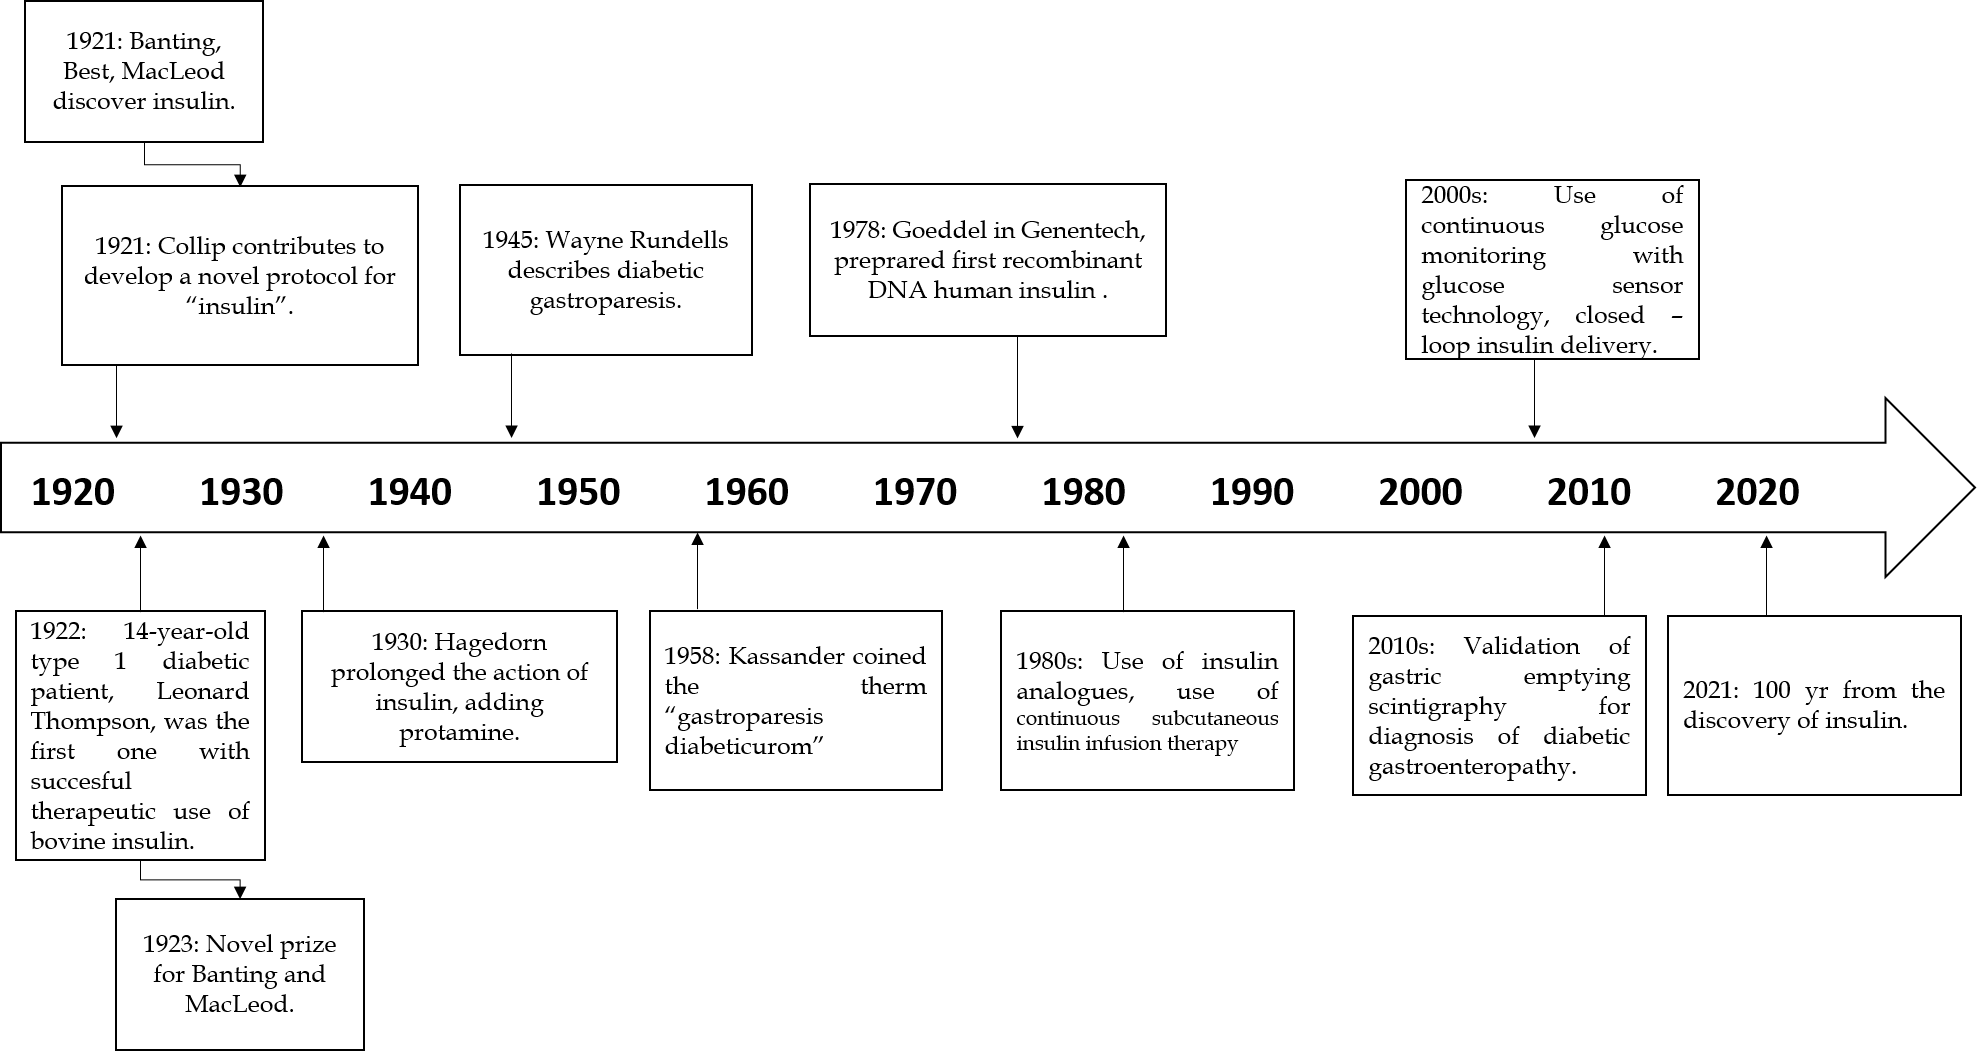 1921: Banting,
Best, MacLeod
discover insulin.
1921: Collip contributes to
develop a novel protocol for
“insulin”.
1945: Wayne Rundells
describes diabetic
gastroparesis.
1978: Goeddel in Genentech,
preprared first recombinant
DNA human insulin .
2000s: Use of
continuous glucose
monitoring with
glucose sensor
technology, closed –
loop insulin delivery.
1920 1930 1940 1950 1960 1970 1980 1990 2000 2010 2020
1922: 14-year-old
type 1 diabetic
patient, Leonard
Thompson, was the
first one with
succesful
therapeutic use of
bovine insulin.
1923: Novel prize
for Banting and
MacLeod.
1930: Hagedorn
prolonged the action of
insulin, adding
protamine.
1958: Kassander coined
the therm
“gastroparesis
diabeticurom”
1980s: Use of insulin
analogues, use of
continuous subcutaneous
insulin infusion therapy
2010s: Validation of
gastric emptying
scintigraphy for
diagnosis of diabetic
gastroenteropathy.
2021: 100 yr from the
discovery of insulin.